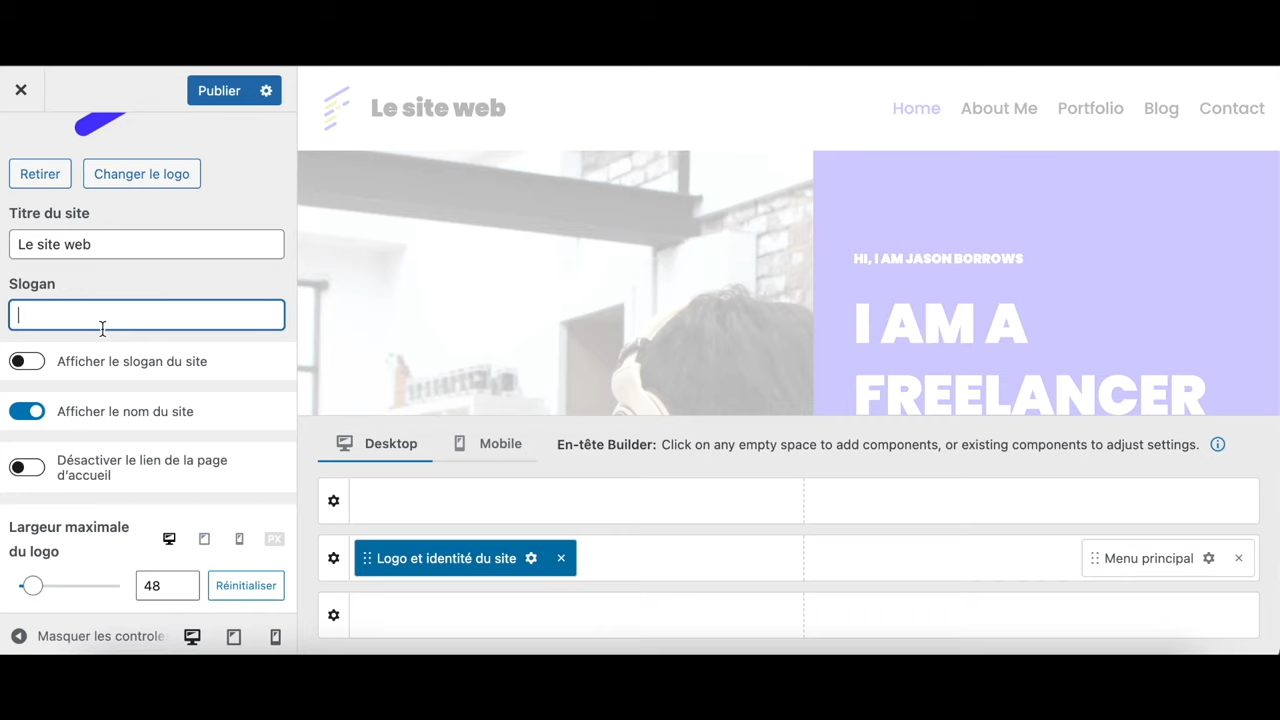 Publier
Retirer
Changer le logo
Titre du site
Le site web
Slogan
Afficher le slogan du site
Afficher le nom du site
Désactiver le lien de la page
d'accueil
Largeur maximale
du logo
PX
48
Réinitialiser
Masquer les controle
Le site web
Home
About Me
Portfolio
Blog
Contact
HI, I AM JASON BORROWS
I AM A
FREELANCER
Desktop
Mobile
En-tête Builder: Click on any empty space to add components, or existing components to adjust settings.
Logo et identité du site
Menu principal